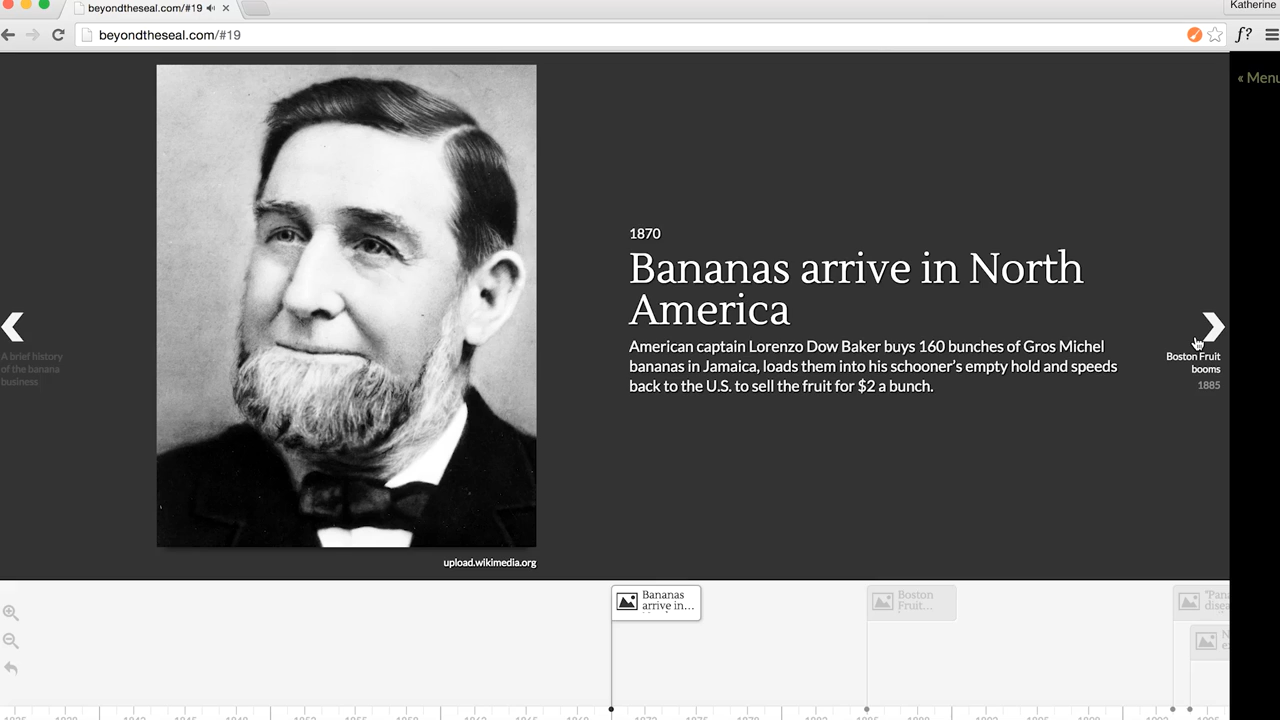 beyondtheseal.com/#19
Katherine
beyondtheseal.com/#19
f?
« Menu
1870
Bananas arrive in North
America
American captain Lorenzo Dow Baker buys 160 bunches of Gros Michel
bananas in Jamaica, loads them into his schooner's empty hold and speeds
back to the U.S. to sell the fruit for $2 a bunch.
A brief history
of the banana
business
Boston Fruit
booms
1885
upload.wikimedia.org
Bananas
arrive in...
Boston
Fruit...